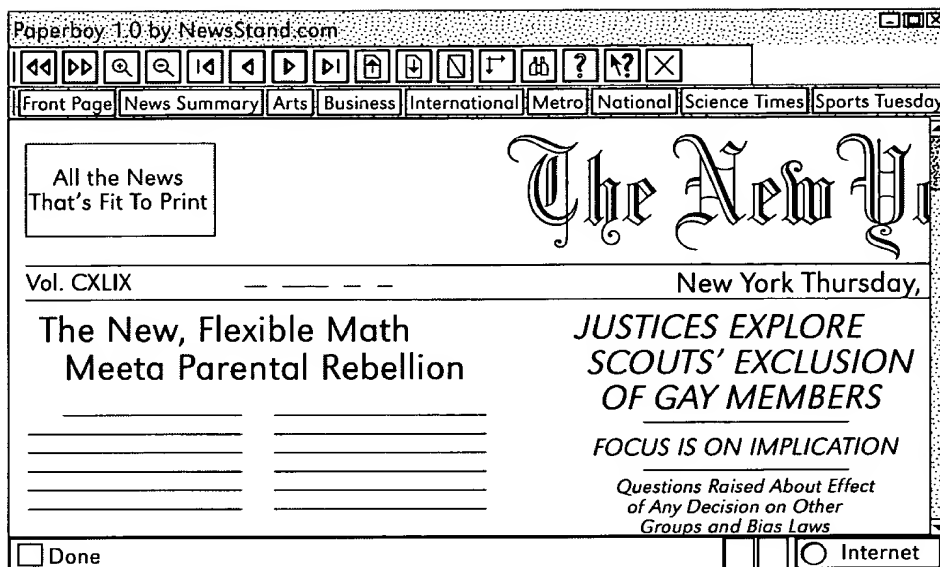 Paperboy 1.0 by NewsStand.com
?
?
Front Page News Summary Arts Business International Metro National Science Times Sports Tuesday
All the News
That's Fit To Print
The New Yo
Vol. CXLIX
New York Thursday,
The New, Flexible Math
Meeta Parental Rebellion
JUSTICES EXPLORE
SCOUTS' EXCLUSION
OF GAY MEMBERS
FOCUS IS ON IMPLICATION
Questions Raised About Effect
of Any Decision on Other
Groups and Bias Laws
Done
Internet